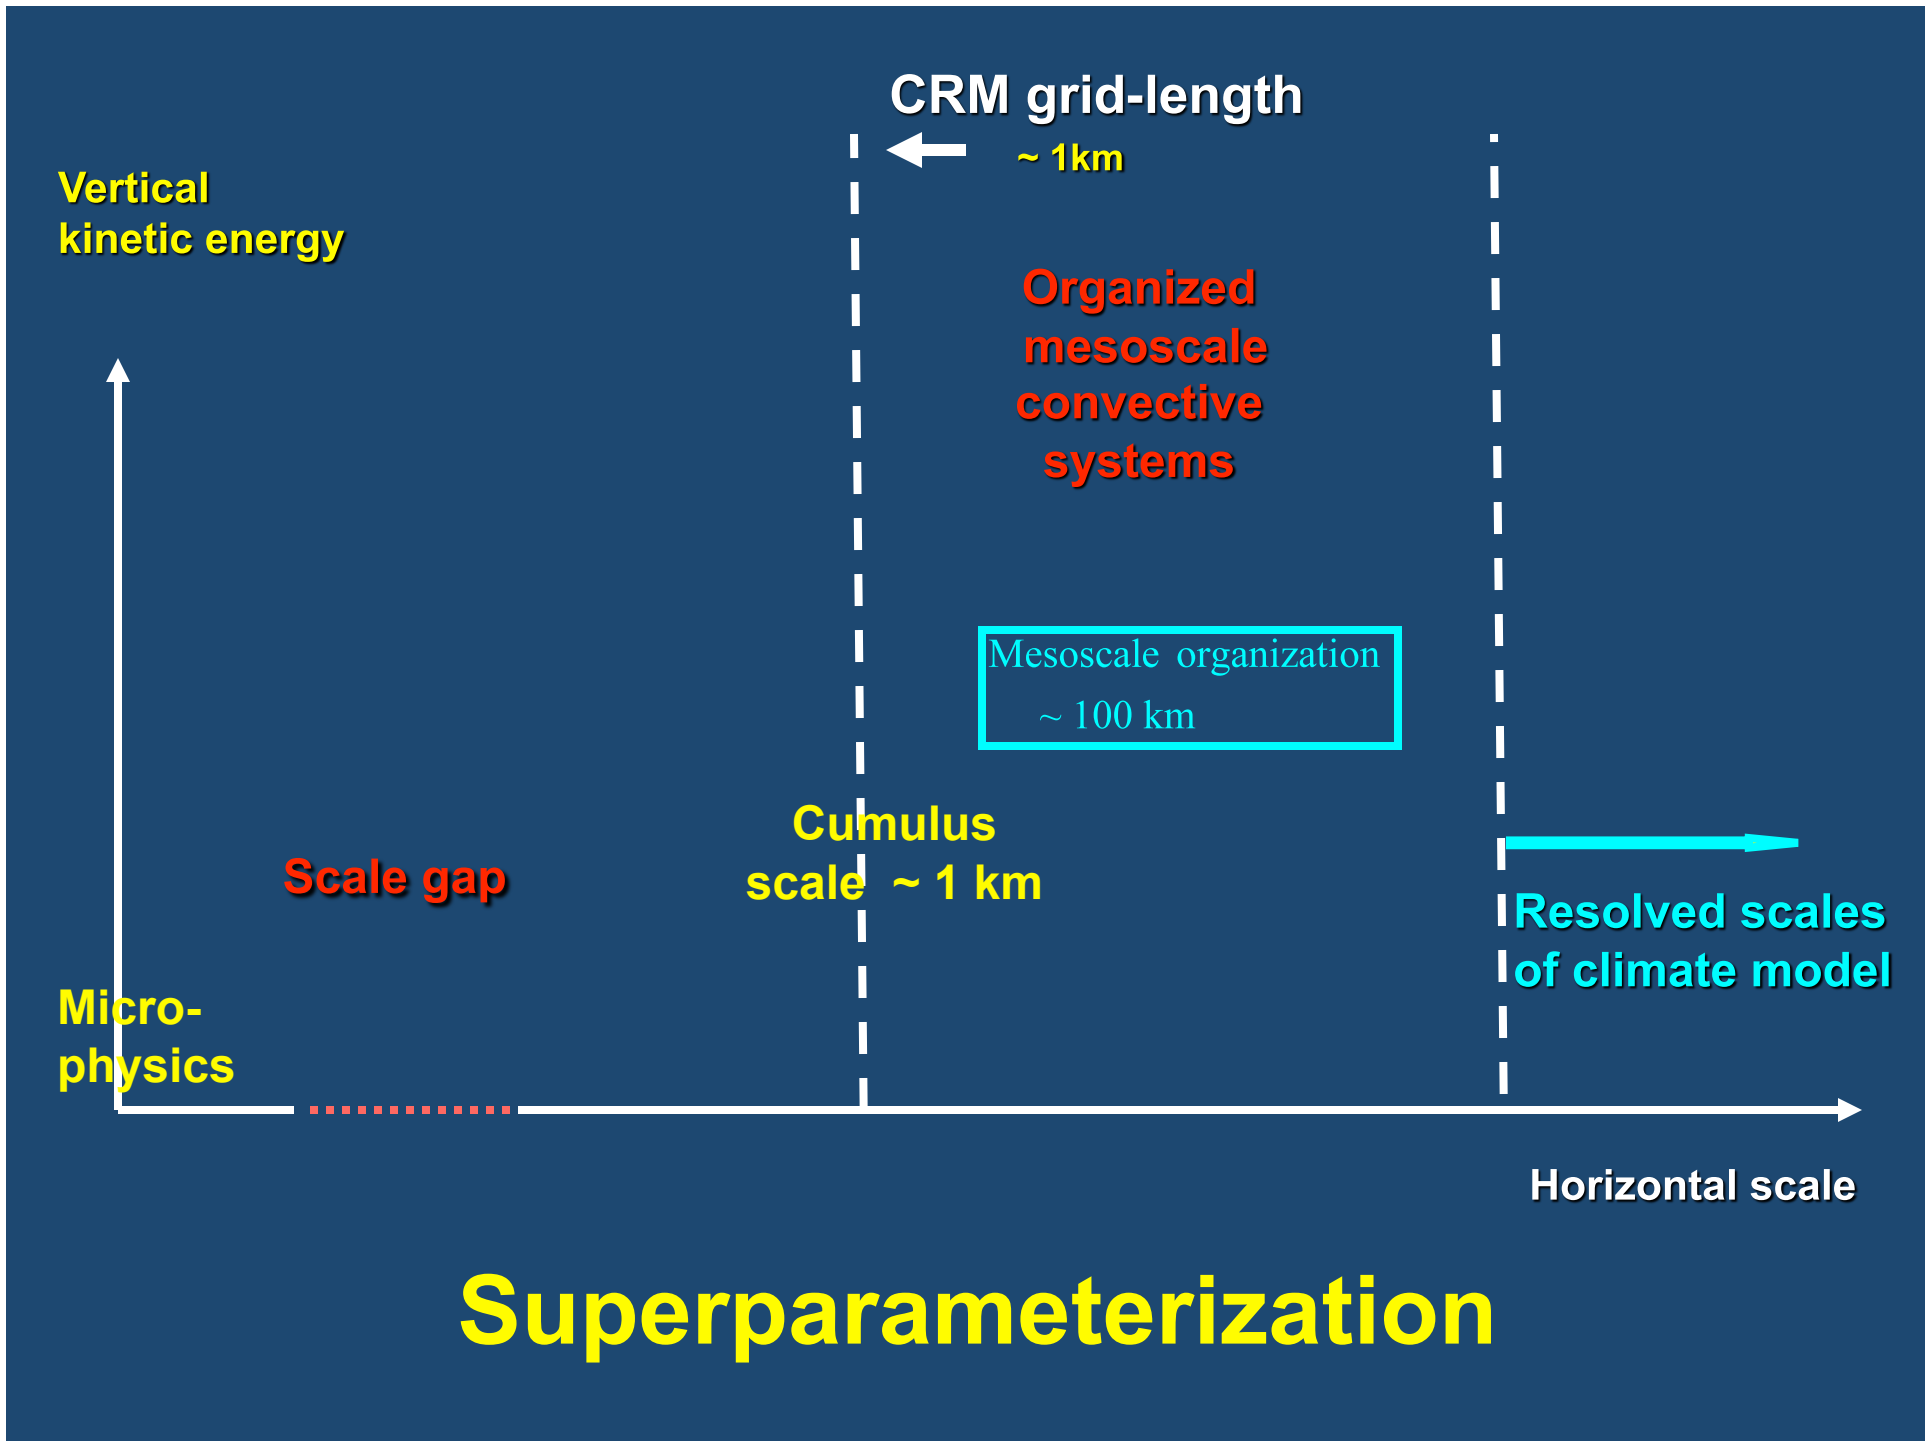 CRM grid-length
~ 1km
Vertical
kinetic energy
Organized
mesoscale
convective
systems
Mesoscale organization
~ 100 km
Cumulus
scale ~ 1 km
Scale gap
Resolved scales
of climate model
Micro-
physics
Horizontal scale
Superparameterization